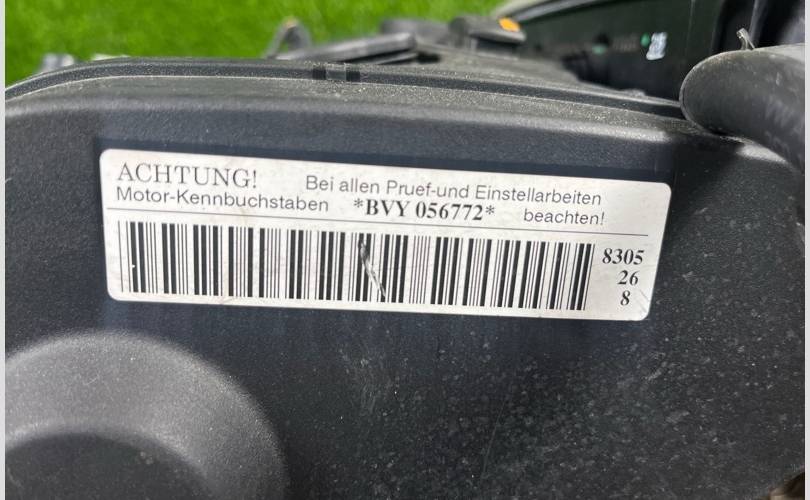 ACHTUNG! Bei allen Pruef-und Einstellarbeiten
Motor-Kennbuchstaben *BVY 056772* beachten!
8305
26
8